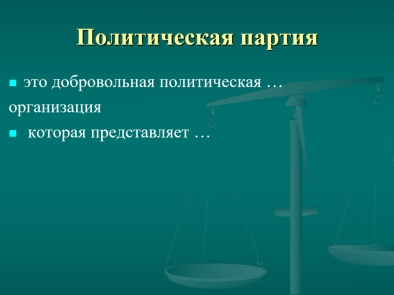 Политическая партия
это добровольная политическая …
организация
которая представляет …